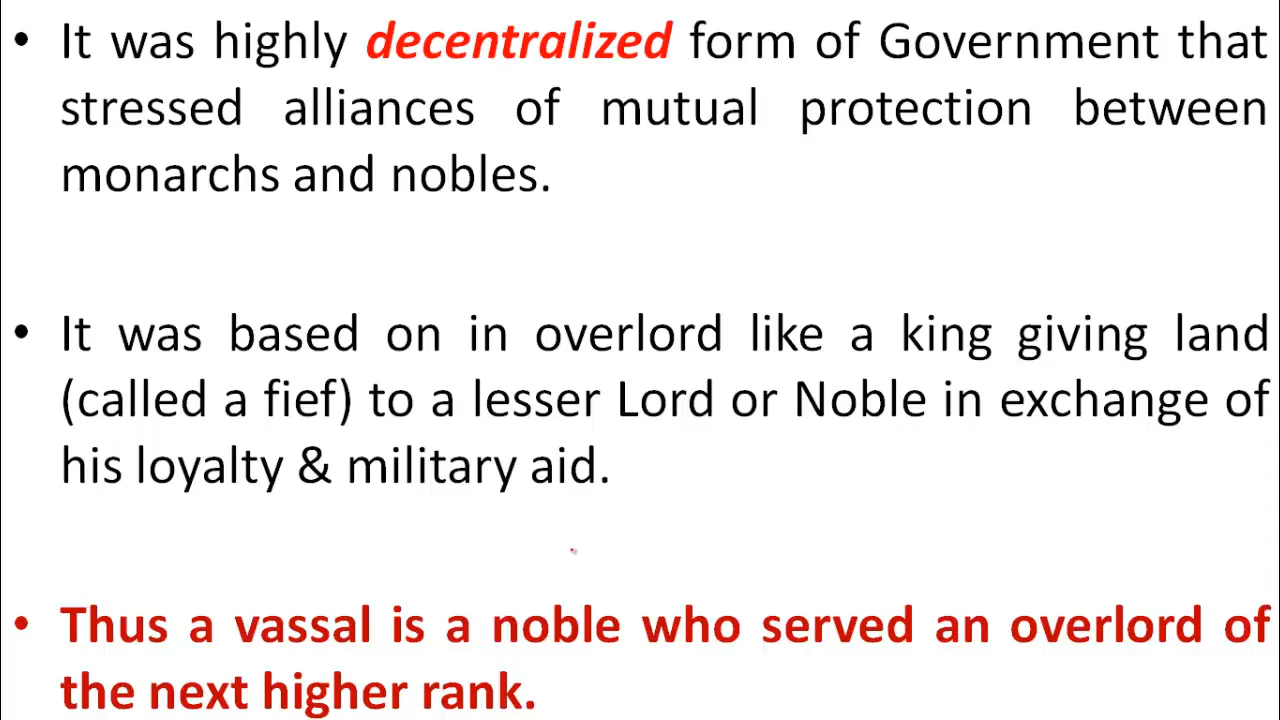 • It was highly decentralized form of Government that
stressed alliances of mutual protection between
monarchs and nobles.
• It was based on in overlord like a king giving land
(called a fief) to a lesser Lord or Noble in exchange of
his loyalty & military aid.
• Thus a vassal is a noble who served an overlord of
the next higher rank.